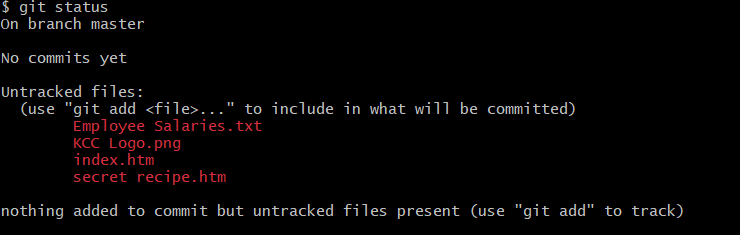 $ git status
On branch master
No commits yet
Untracked files:
(use "git add <file>..." to include in what will be committed)
Employee Salaries.txt
KCC Logo.png
index.htm
secret recipe.htm
nothing added to commit but untracked files present (use "git add" to track)